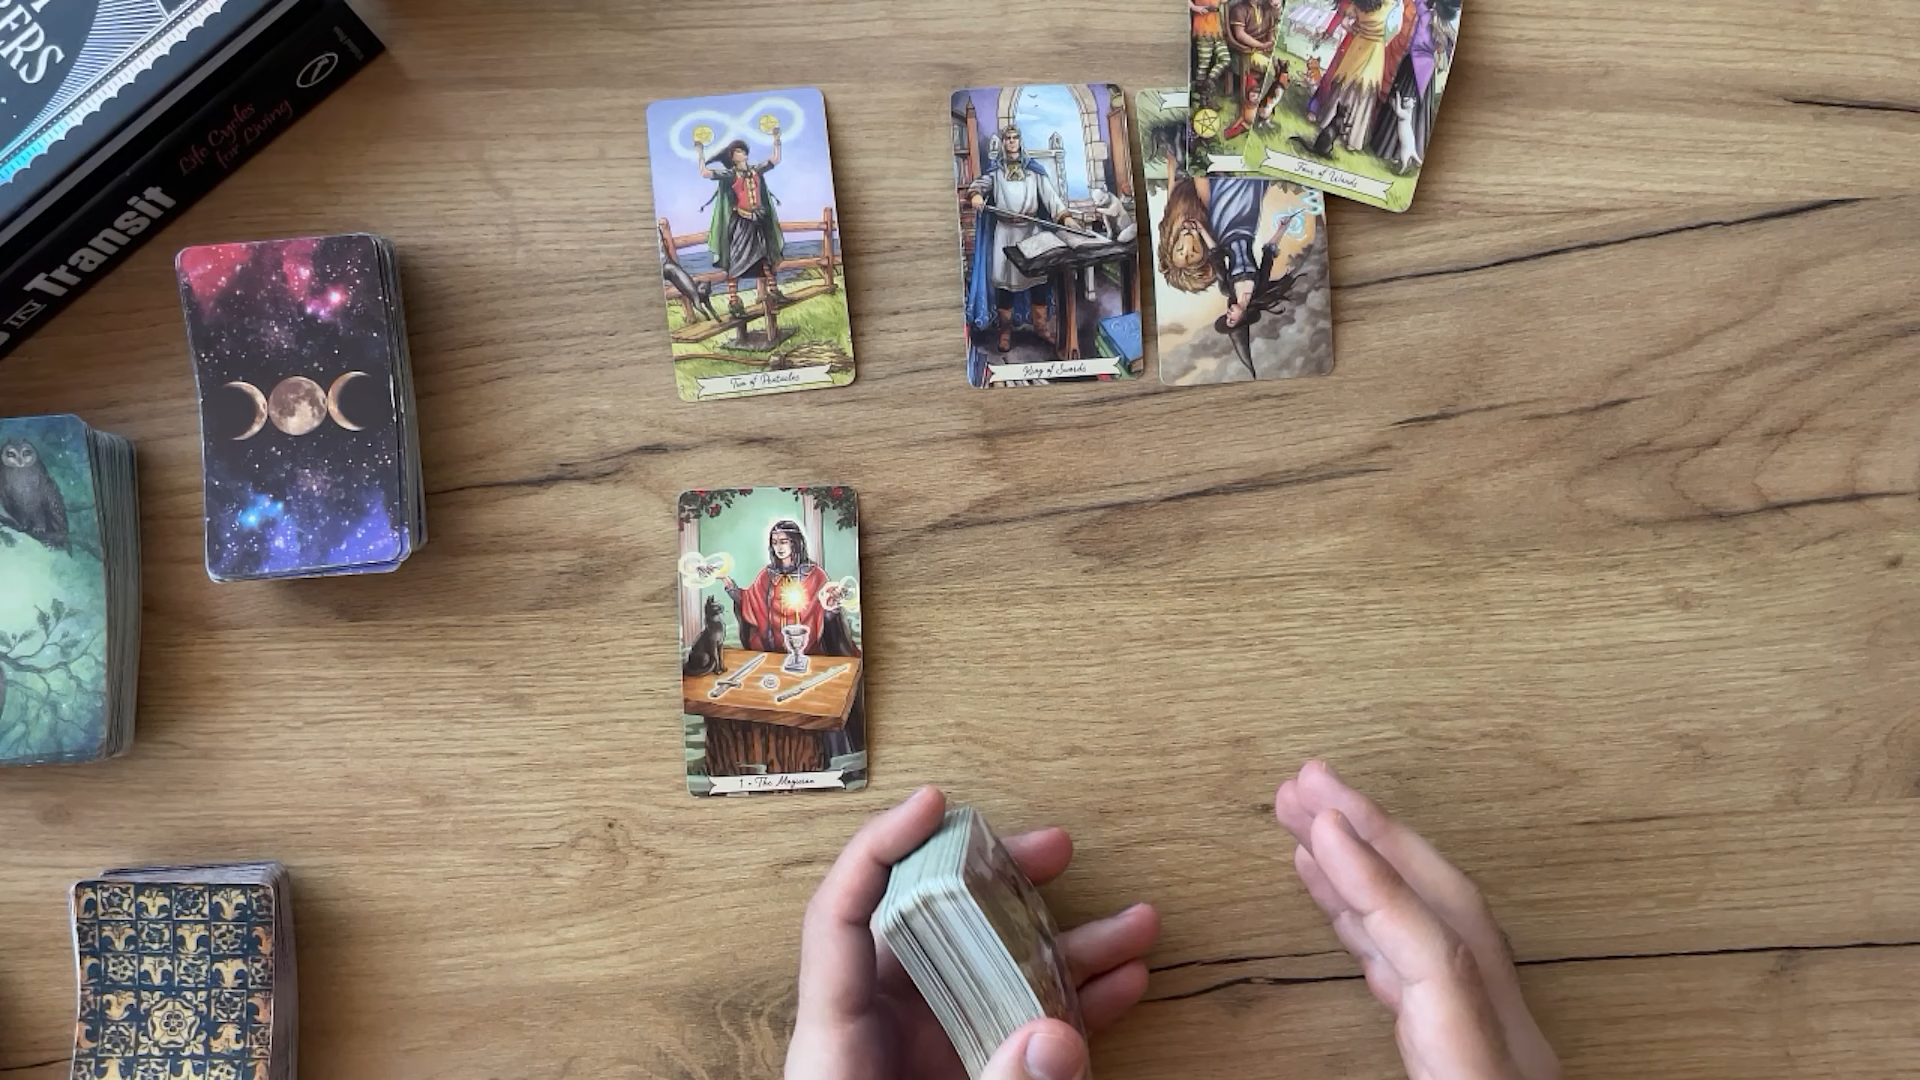 ERS
Transit
Life Cycles
for Living
Two of Pentacles
King of Swords
Four of Wands
1 - The Magician